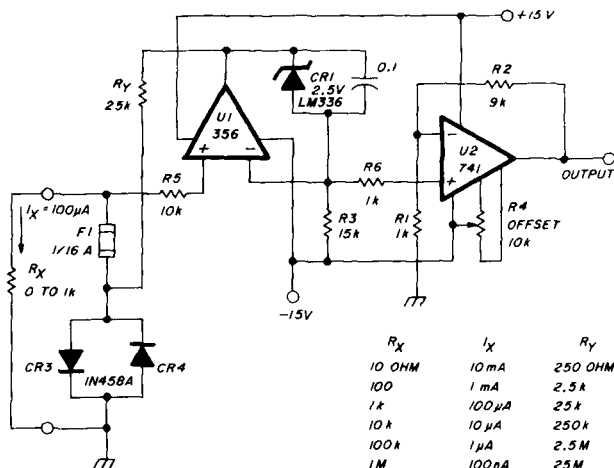 +15V
RY
25k
U1
356
CR1
2.5V
LM336
0.1
R2
9k
U2
741
OUTPUT
R5
10k
R6
1k
R3
15k
R1
1k
R4
OFFSET
10k
IX = 100µA
F1
1/16 A
RX
0 TO 1k
-15V
CR3
1N458A
CR4
RX IX RY
10 OHM 10 mA 250 OHM
100 1 mA 2.5k
1k 100µA 25k
10k 10µA 250k
100k 1µA 2.5M
1M 100nA 25M